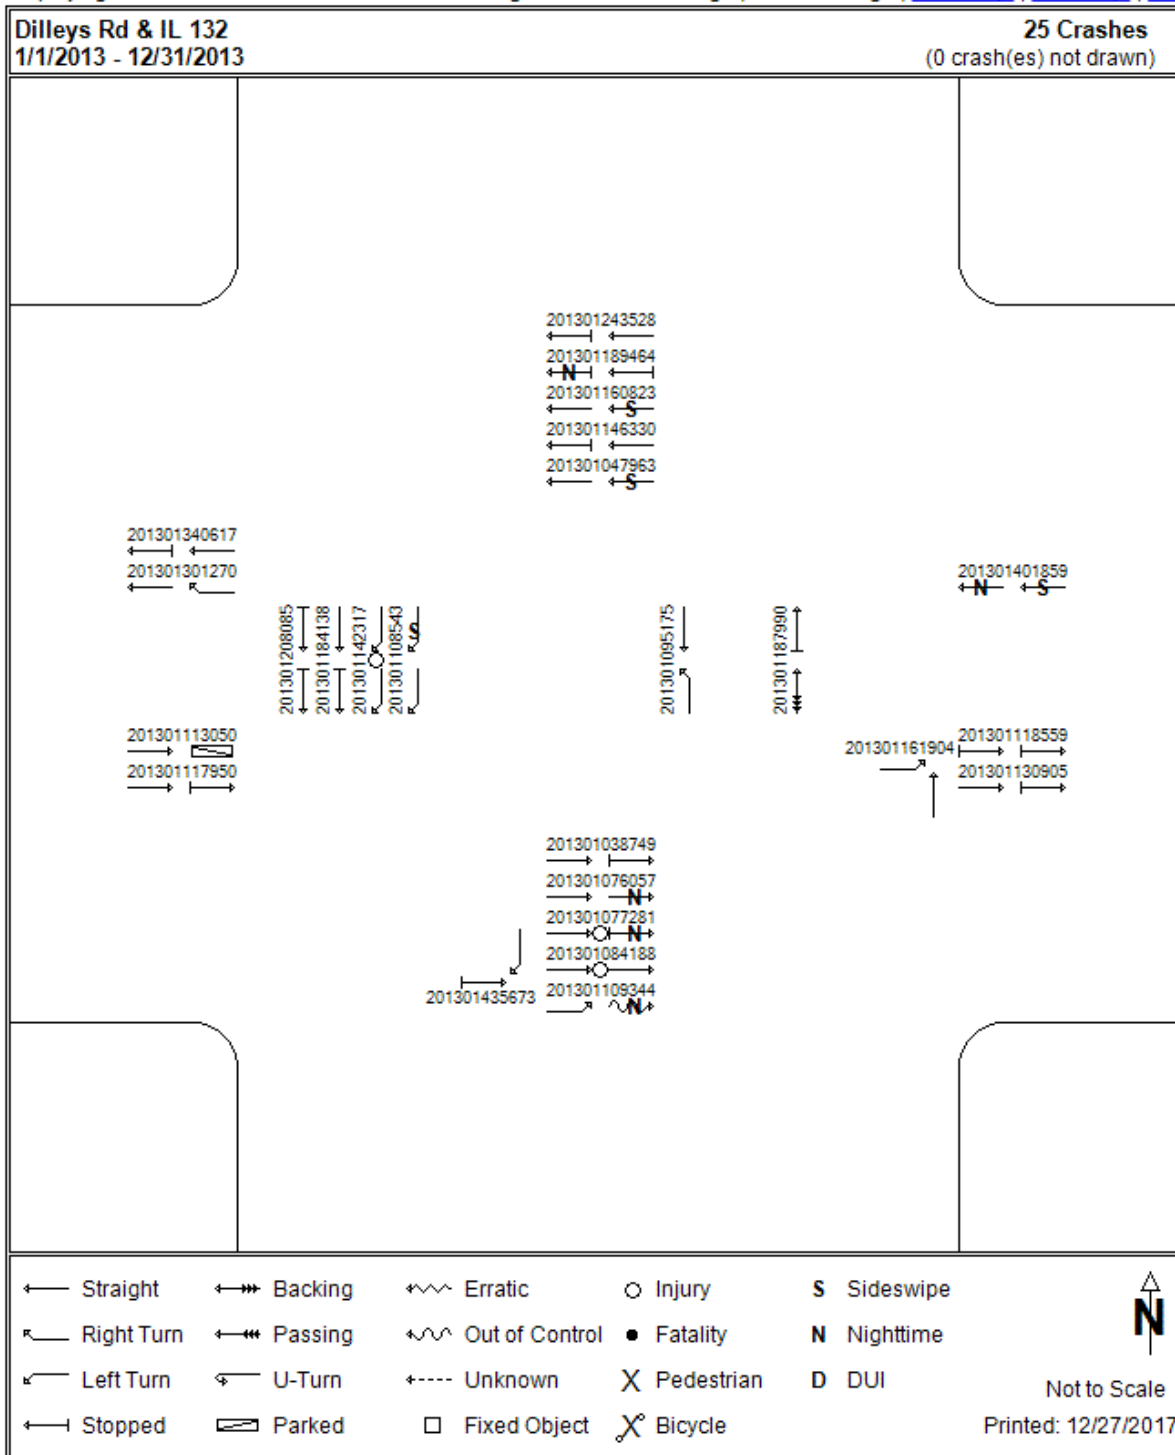 Dilleys Rd & IL 132
25 Crashes
1/1/2013 - 12/31/2013
(0 crash(es) not drawn)
201301243528
201301189464
N
201301160823
S
201301146330
201301047963
S
201301340617
201301301270
201301401859
N S
201301208085
201301184138
201301142317
201301108543
S
201301095175
201301187990
201301113050
201301117950
201301161904
201301118559
201301130905
201301038749
201301076057
N
201301077281
N
201301084188
201301109344
N
201301435673
Straight
Backing
Erratic
Injury
S Sideswipe
Right Turn
Passing
Out of Control
Fatality
N Nighttime
Left Turn
U-Turn
Unknown
Pedestrian
D DUI
Stopped
Parked
Fixed Object
Bicycle
N
Not to Scale
Printed: 12/27/2017